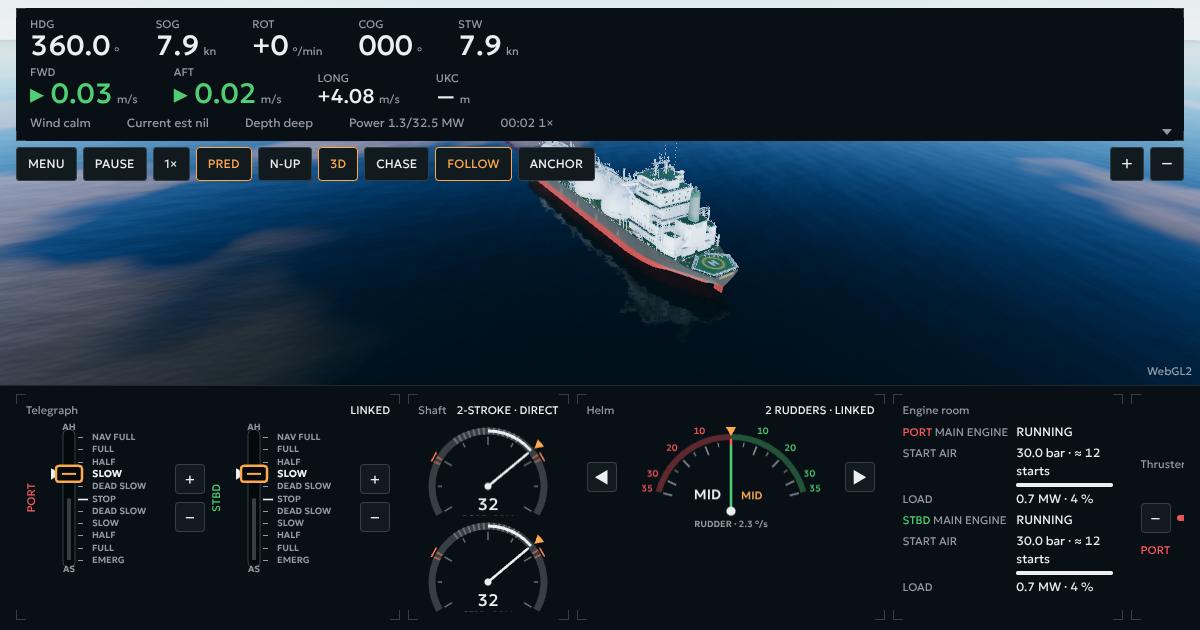 HDG SOG ROT COG STW
360.0 ° 7.9 kn +0 °/min 000 ° 7.9 kn
FWD AFT LONG UKC
▶ 0.03 m/s ▶ 0.02 m/s +4.08 m/s — m
Wind calm Current est nil Depth deep Power 1.3/32.5 MW 00:02 1×
MENU PAUSE 1× PRED N-UP 3D CHASE FOLLOW ANCHOR + −
WebGL2
Telegraph LINKED
PORT
AH
NAV FULL
FULL
HALF
SLOW
DEAD SLOW
STOP
DEAD SLOW
SLOW
HALF
FULL
EMERG
AS
+
−
STBD
AH
NAV FULL
FULL
HALF
SLOW
DEAD SLOW
STOP
DEAD SLOW
SLOW
HALF
FULL
EMERG
AS
+
−
Shaft 2-STROKE · DIRECT
32
32
Helm 2 RUDDERS · LINKED
10 10
20 20
30 30
35 35
MID MID
RUDDER · 2.3 °/s
Engine room
PORT MAIN ENGINE RUNNING
START AIR 30.0 bar · ≈ 12
starts
LOAD 0.7 MW · 4 %
STBD MAIN ENGINE RUNNING
START AIR 30.0 bar · ≈ 12
starts
LOAD 0.7 MW · 4 %
Thruster
−
PORT